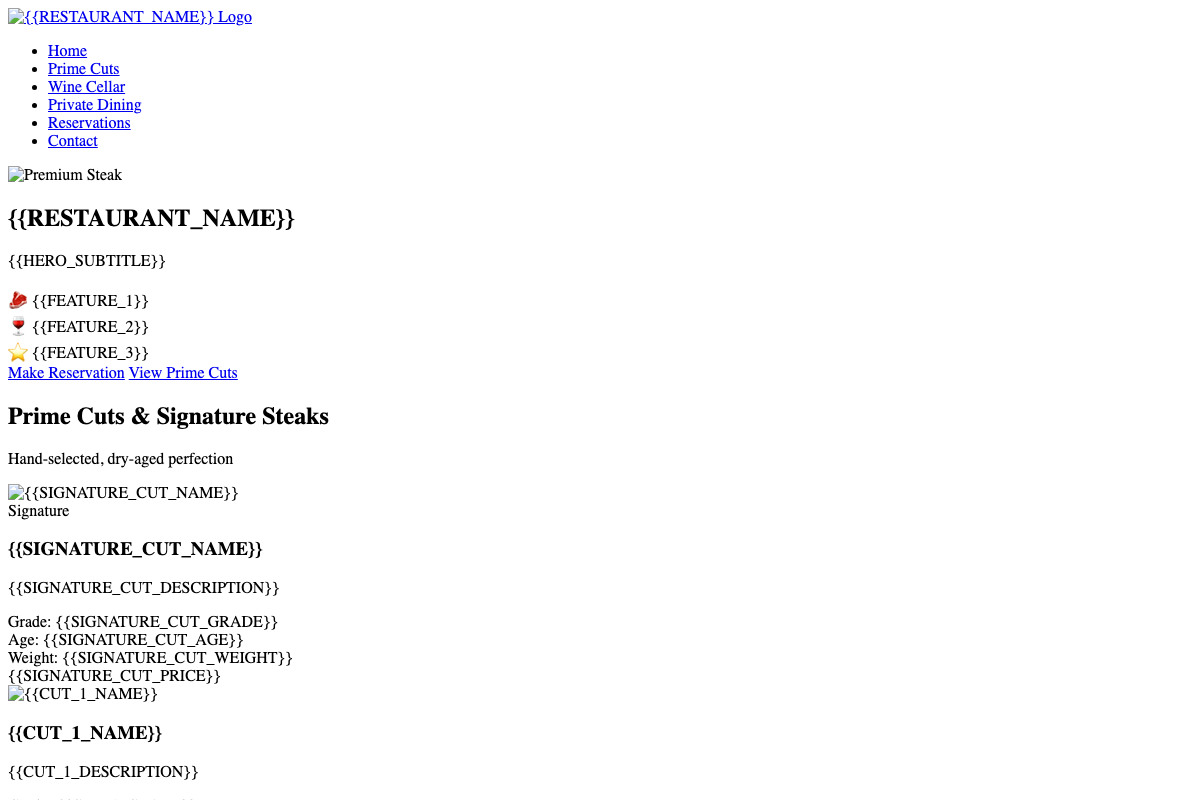 {{RESTAURANT_NAME}} Logo
Home
Prime Cuts
Wine Cellar
Private Dining
Reservations
Contact
Premium Steak
{{RESTAURANT_NAME}}
{{HERO_SUBTITLE}}
🥩 {{FEATURE_1}}
🍷 {{FEATURE_2}}
⭐ {{FEATURE_3}}
Make Reservation View Prime Cuts
Prime Cuts & Signature Steaks
Hand-selected, dry-aged perfection
{{SIGNATURE_CUT_NAME}}
Signature
{{SIGNATURE_CUT_NAME}}
{{SIGNATURE_CUT_DESCRIPTION}}
Grade: {{SIGNATURE_CUT_GRADE}}
Age: {{SIGNATURE_CUT_AGE}}
Weight: {{SIGNATURE_CUT_WEIGHT}}
{{SIGNATURE_CUT_PRICE}}
{{CUT_1_NAME}}
{{CUT_1_NAME}}
{{CUT_1_DESCRIPTION}}